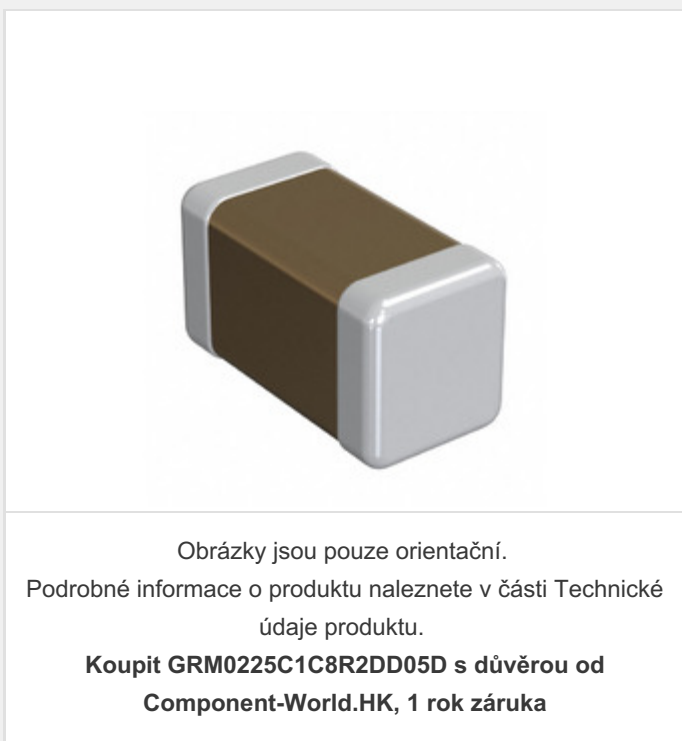 Obrázky jsou pouze orientační.
Podrobné informace o produktu naleznete v části Technické
údaje produktu.
Koupit GRM0225C1C8R2DD05D s důvěrou od
Component-World.HK, 1 rok záruka